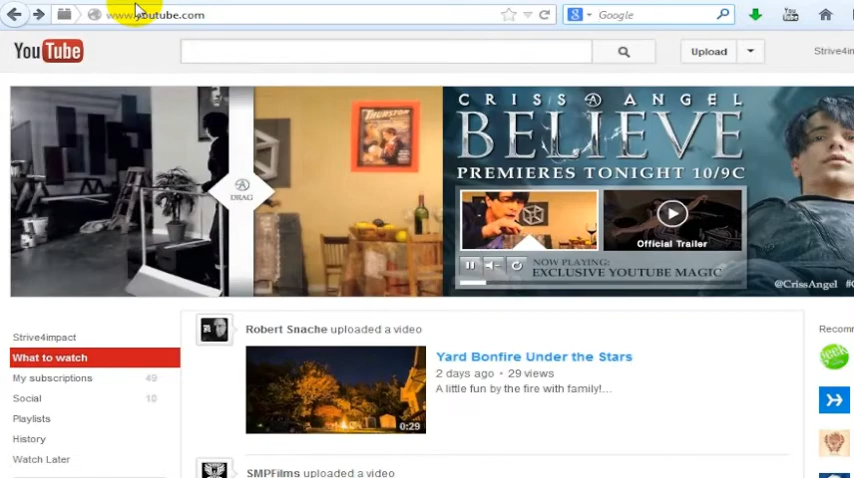 www.youtube.com
Google
You
YouTube
Upload
Strive4im
CRISS ANGEL
BELIEVE
PREMIERES TONIGHT 10/9C
THURSTON
DRAG
Official Trailer
NOW PLAYING:
EXCLUSIVE YOUTUBE MAGIC
@CrissAngel #
Strive4impact
What to watch
My subscriptions 49
Social 10
Playlists
History
Watch Later
Robert Snache uploaded a video
Yard Bonfire Under the Stars
2 days ago • 29 views
A little fun by the fire with family!...
0:29
SMPFilms uploaded a video
Recomm
geek